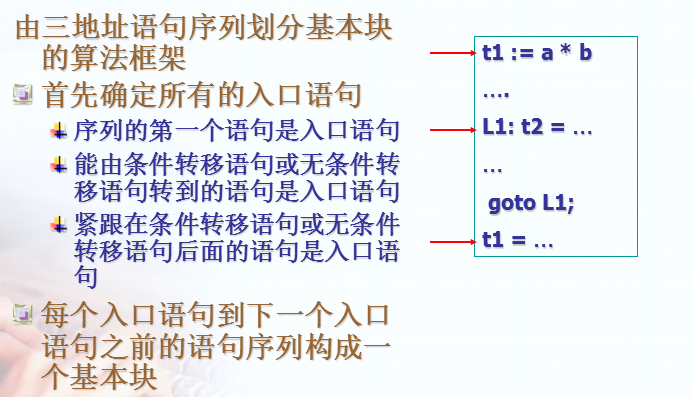 由三地址语句序列划分基本块
的算法框架
首先确定所有的入口语句
序列的第一个语句是入口语句
能由条件转移语句或无条件转
移语句转到的语句是入口语句
紧跟在条件转移语句或无条件
转移语句后面的语句是入口语
句
每个入口语句到下一个入口
语句之前的语句序列构成一
个基本块
t1 := a * b
….
L1: t2 = …
…
goto L1;
t1 = …